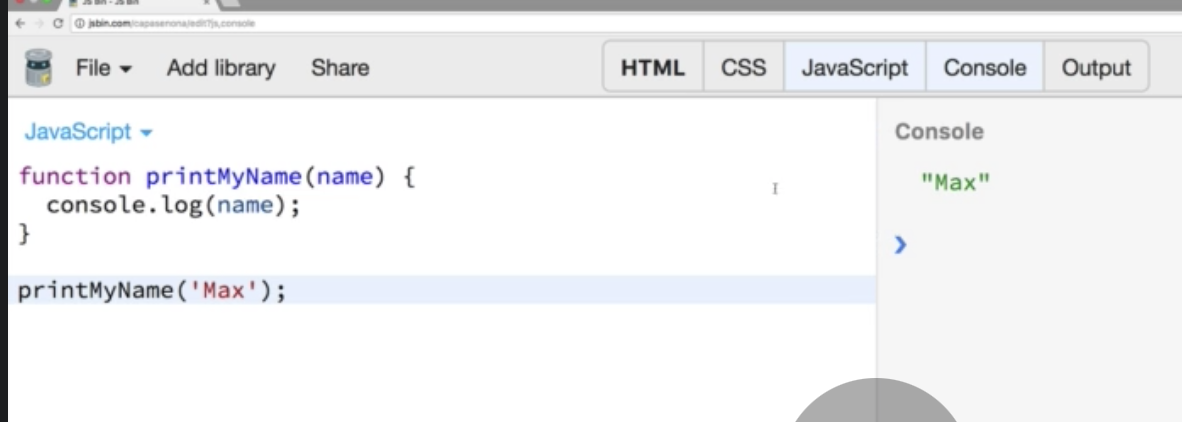 JS Bin - JS Bin
jsbin.com/capasenona/edit?js,console
File Add library Share HTML CSS JavaScript Console Output
JavaScript
Console
function printMyName(name) {
console.log(name);
}
printMyName('Max');
"Max"